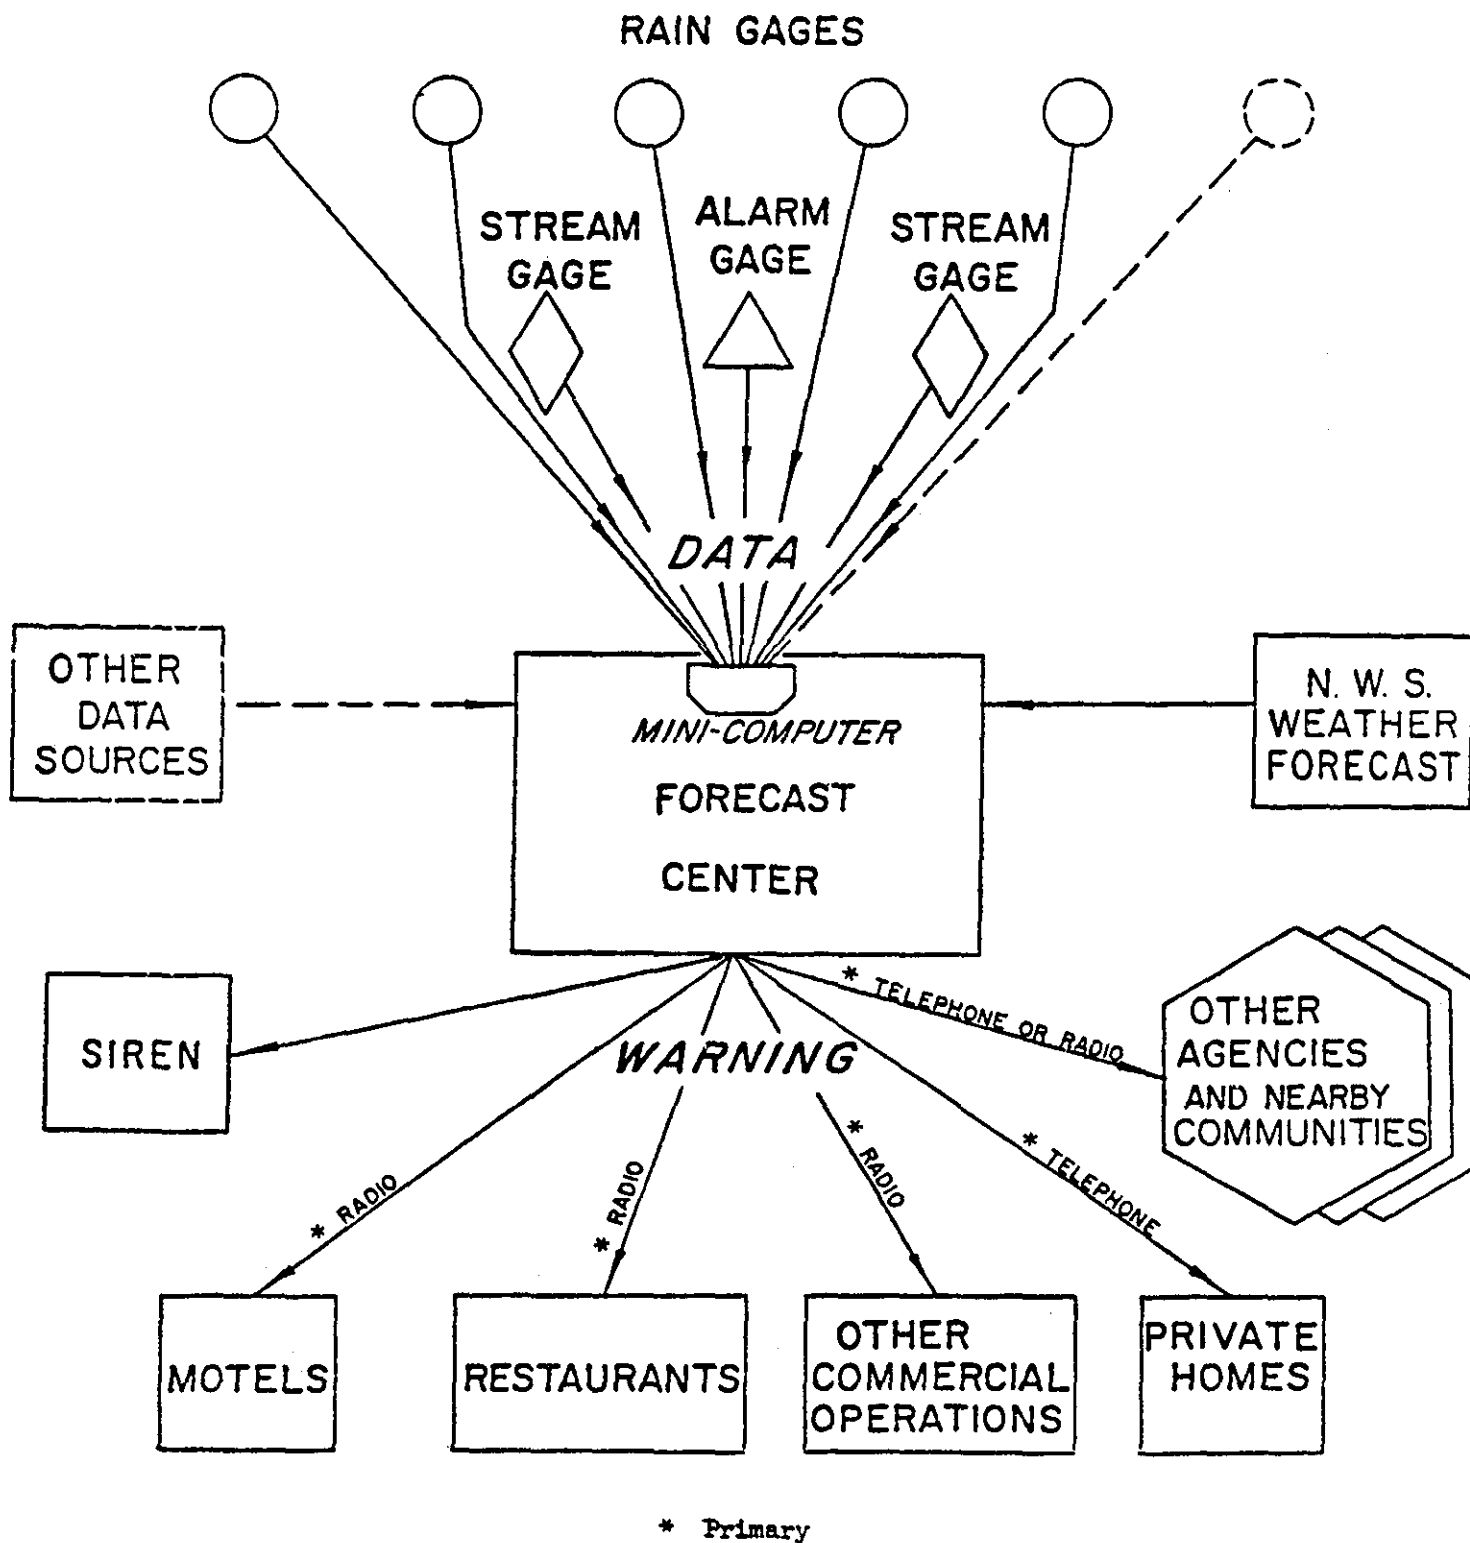 RAIN GAGES
STREAM
GAGE
ALARM
GAGE
STREAM
GAGE
DATA
OTHER
DATA
SOURCES
MINI-COMPUTER
FORECAST
CENTER
N. W. S.
WEATHER
FORECAST
SIREN
WARNING
* TELEPHONE OR RADIO
OTHER
AGENCIES
AND NEARBY
COMMUNITIES
* RADIO
* RADIO
* RADIO
* TELEPHONE
MOTELS
RESTAURANTS
OTHER
COMMERCIAL
OPERATIONS
PRIVATE
HOMES
* Primary